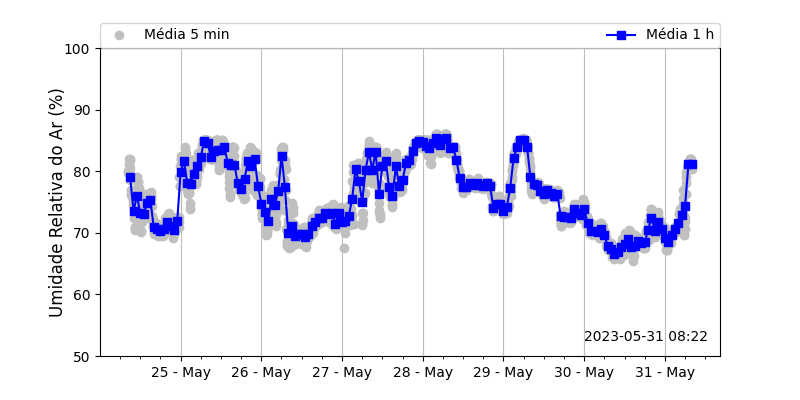 Média 5 min
Média 1 h
100
90
80
70
60
50
Umidade Relativa do Ar (%)
2023-05-31 08:22
25 - May
26 - May
27 - May
28 - May
29 - May
30 - May
31 - May